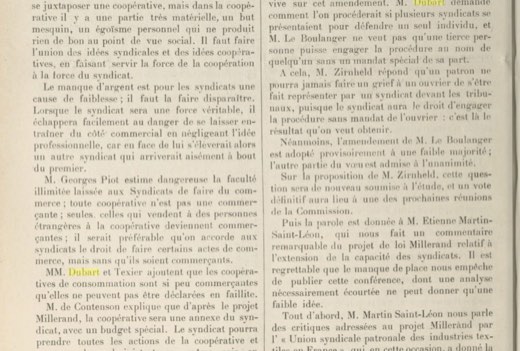 se juxtaposer une coopérative, mais dans la coopé-
rative il y a une partie très matérielle, un but
mesquin, un égoïsme personnel qui ne produit
rien de bon au point de vue social. Il faut faire
l'union des idées syndicales et des idées coopéra-
tives, en faisant servir la force de la coopération
à la force du syndicat.
Le manque d'argent est pour les syndicats une
cause de faiblesse ; il faut la faire disparaître.
Lorsque le syndicat sera une force véritable, il
échappera facilement au danger de se laisser en-
traîner du côté commercial en négligeant l'idée
professionnelle, car en face de lui s'élèverait alors
un autre syndicat qui arriverait aisément à bout
du premier.
M. Georges Piot estime dangereuse la faculté
illimitée laissée aux Syndicats de faire du com-
merce ; toute coopérative n'est pas une commer-
çante ; seules, celles qui vendent à des personnes
étrangères à la coopérative deviennent commer-
çantes ; il serait préférable qu'on accorde aux
syndicats le droit de faire certains actes de com-
merce, mais sans qu'ils soient commerçants.
MM. Dubart et Texier ajoutent que les coopéra-
tives de consommation sont si peu commerçantes
qu'elles ne peuvent pas être déclarées en faillite.
M. de Contenson explique que d'après le projet
Millerand, la coopérative sera une annexe du syn-
dicat, avec un budget spécial. Le syndicat pourra
prendre toutes les actions de la coopérative et
vive sur cet amendement. M. Dubart demande
comment l'on procéderait si plusieurs syndicats se
présentaient pour défendre un seul individu, et
M. Le Boulanger ne veut pas qu'une tierce per-
sonne puisse engager la procédure au nom de
quelqu'un sans un mandat spécial de sa part.
A cela, M. Zirnheld répond qu'un patron ne
pourra jamais faire un grief à un ouvrier de s'être
fait représenter par un syndicat devant les tribu-
naux, puisque le syndicat aura le droit d'engager
la procédure sans mandat de l'ouvrier : c'est là le
résultat qu'on veut obtenir.
Néanmoins, l'amendement de M. Le Boulanger
est adopté provisoirement à une faible majorité ;
l'autre partie du vœu est admise à l'unanimité.
Sur la proposition de M. Zirnheld, cette ques-
tion sera de nouveau soumise à l'étude, et un vote
définitif aura lieu à une des prochaines réunions
de la Commission.
Puis la parole est donnée à M. Etienne Martin-
Saint-Léon, qui nous fait un commentaire
remarquable du projet de loi Millerand relatif à
l'extension de la capacité des syndicats. Il est
regrettable que le manque de place nous empêche
de publier cette conférence, dont une analyse
nécessairement écourtée ne peut donner qu'une
faible idée.
Tout d'abord, M. Martin Saint-Léon nous parle
des critiques adressées au projet Millerand par
l' « Union syndicale patronale des industries tex-
tiles en France », qui, en cette occasion, a donné la